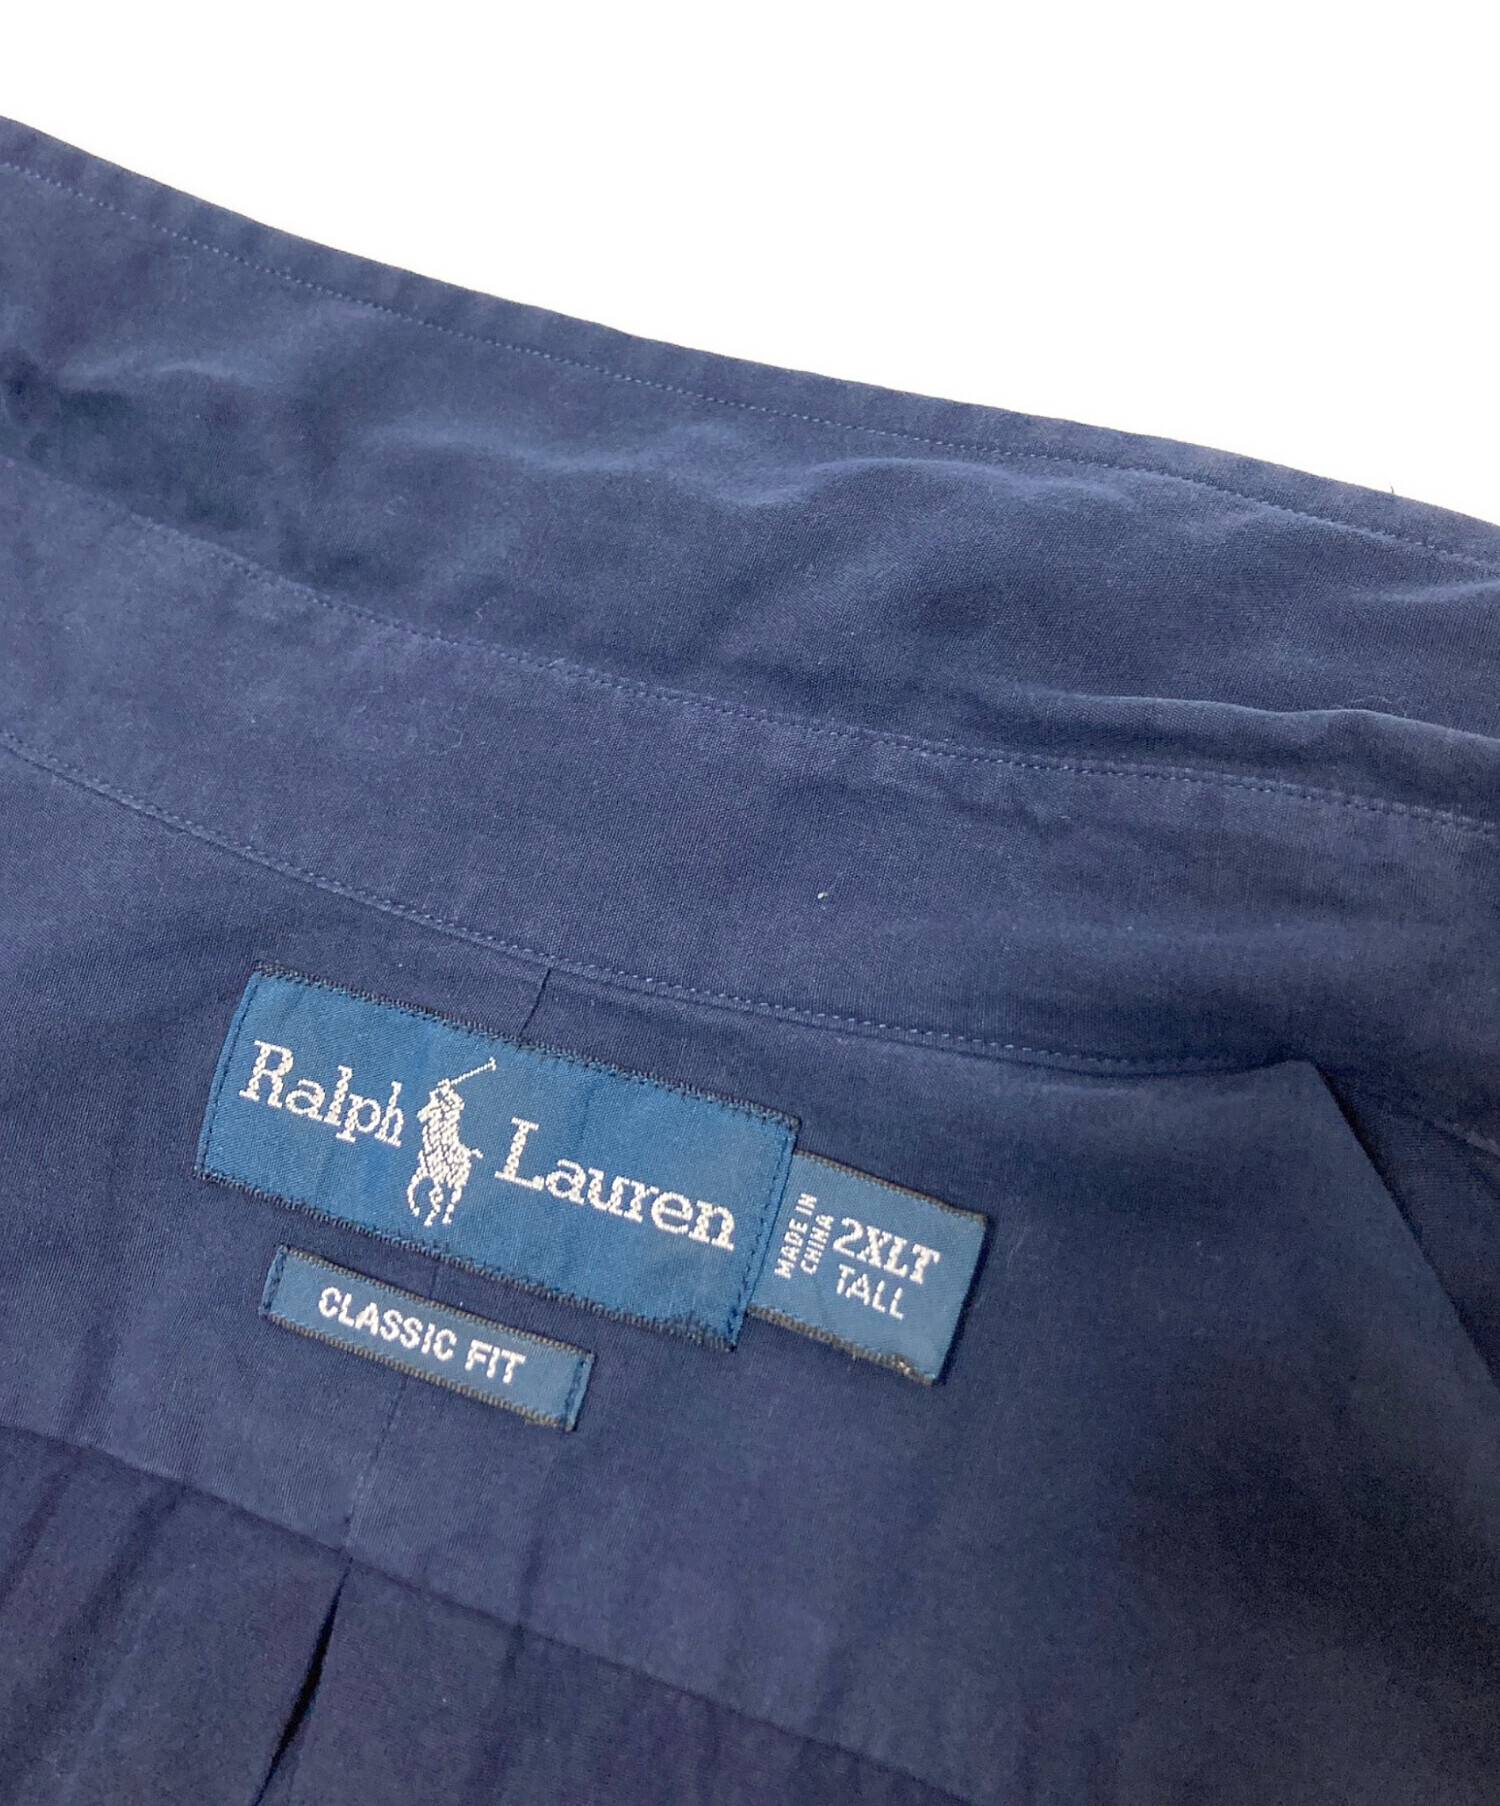 Ralph Lauren
MADE IN
CHINA
2XLT
TALL
CLASSIC FIT